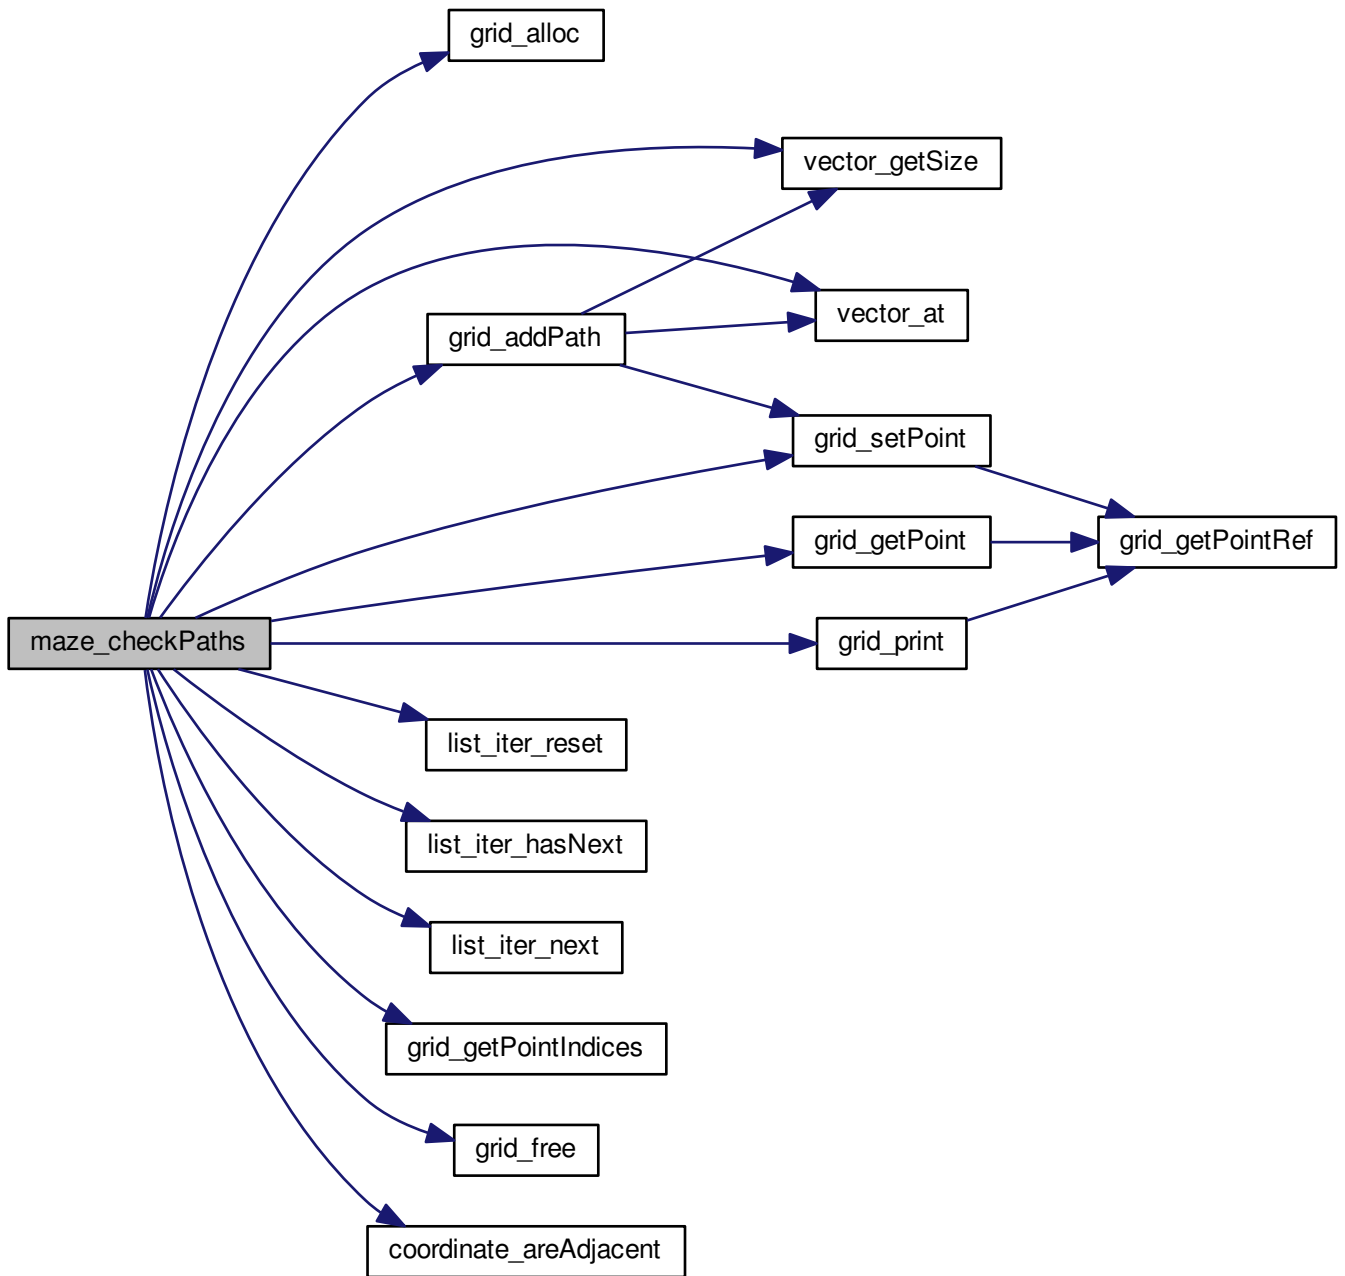 grid_alloc
vector_getSize
vector_at
grid_addPath
grid_setPoint
grid_getPoint
grid_getPointRef
maze_checkPaths
grid_print
list_iter_reset
list_iter_hasNext
list_iter_next
grid_getPointIndices
grid_free
coordinate_areAdjacent